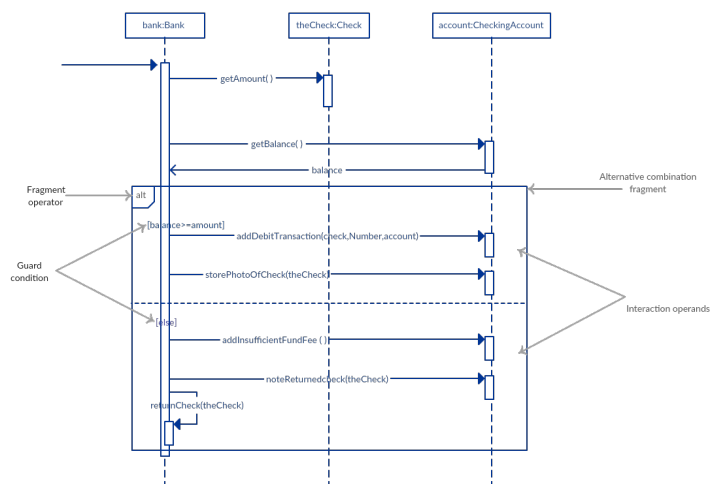 bank:Bank
theCheck:Check
account:CheckingAccount
getAmount( )
getBalance( )
balance
Alternative combination
fragment
Fragment
operator
alt
[balance>=amount]
addDebitTransaction(check,Number,account)
Guard
condition
storePhotoOfCheck(theCheck)
Interaction operands
[else]
addInsufficientFundFee ( )
noteReturnedcheck(theCheck)
returnCheck(theCheck)